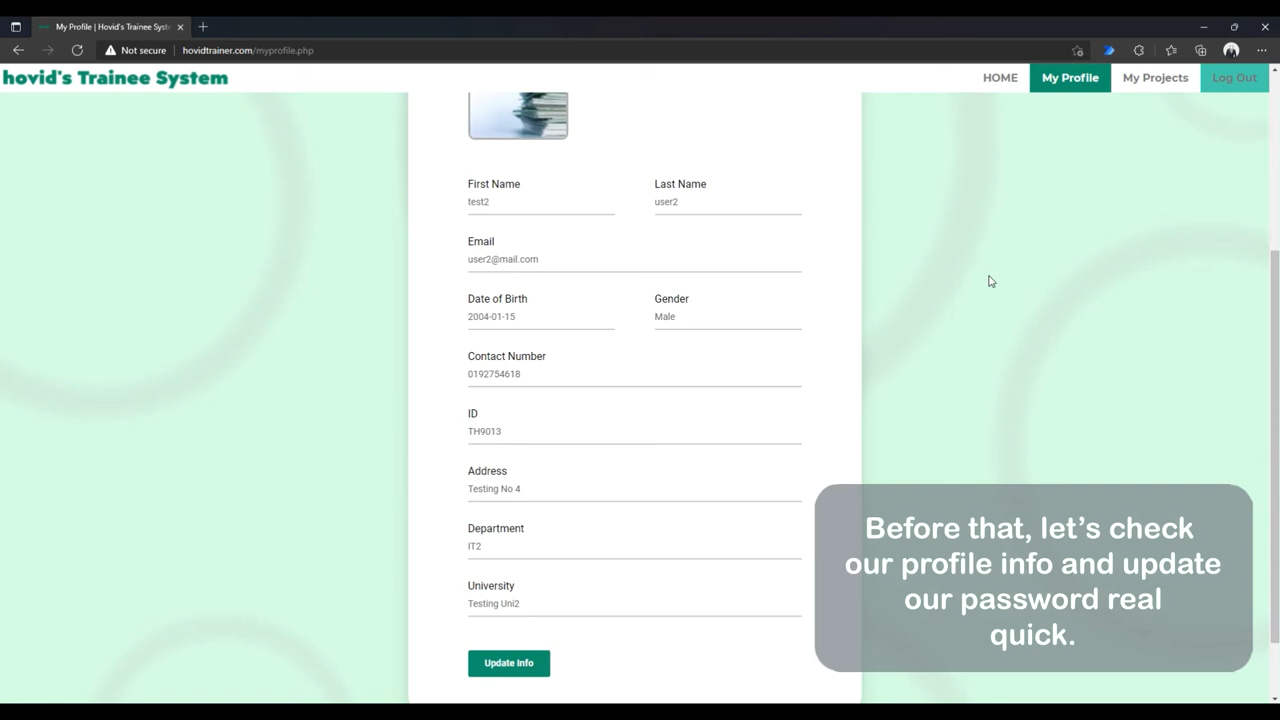 My Profile | Hovid's Trainee Syst
Not secure
hovidtrainer.com/myprofile.php
hovid's Trainee System
HOME
My Profile
My Projects
Log Out
First Name
Last Name
test2
user2
Email
user2@mail.com
Date of Birth
Gender
2004-01-15
Male
Contact Number
0192754618
ID
TH9013
Address
Testing No 4
Department
IT2
University
Testing Uni2
Update Info
Before that, let’s check
our profile info and update
our password real
quick.